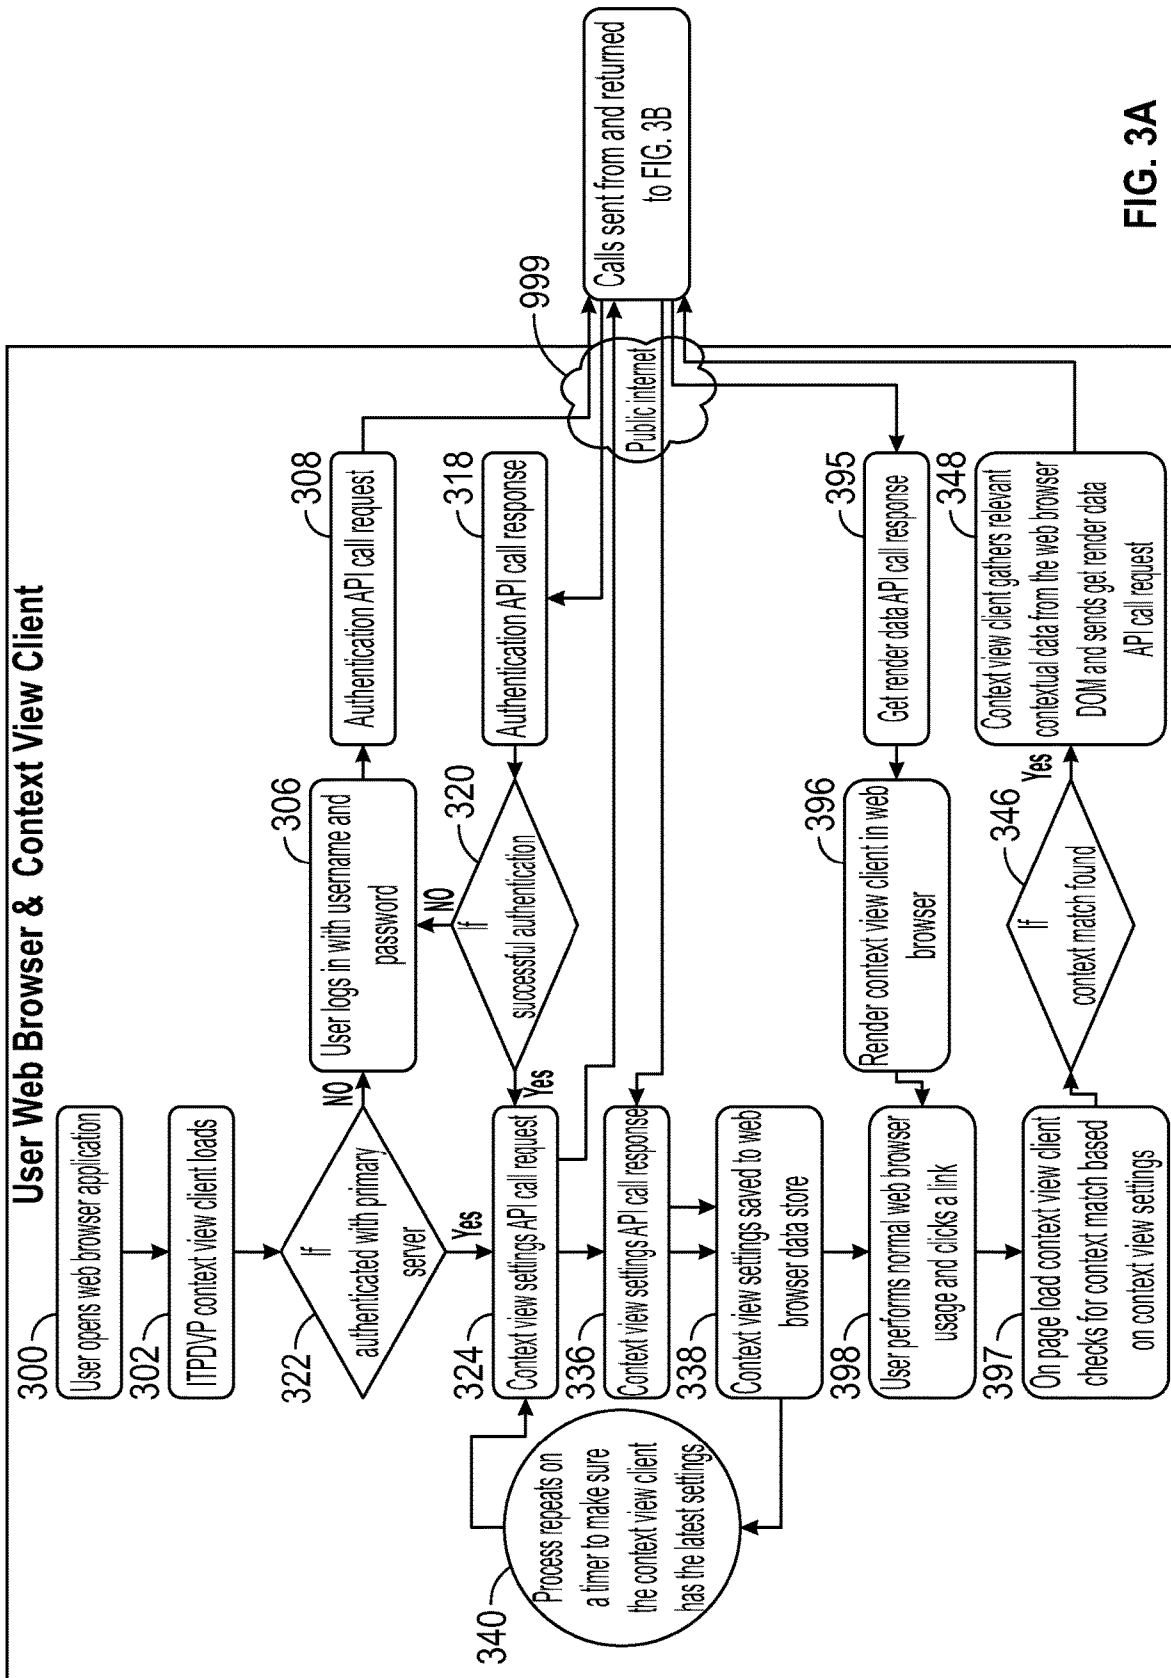 User Web Browser & Context View Client
300
User opens web browser application
302
ITPDVP context view client loads
322
If
authenticated with primary
server
NO
Yes
306
User logs in with username and
password
308
Authentication API call request
318
Authentication API call response
320
If
successful authentication
NO
Yes
324
Context view settings API call request
336
Context view settings API call response
338
Context view settings saved to web
browser data store
340
Process repeats on
a timer to make sure
the context view client
has the latest settings
398
User performs normal web browser
usage and clicks a link
397
On page load context view client
checks for context match based
on context view settings
346
If
context match found
Yes
348
Context view client gathers relevant
contextual data from the web browser
DOM and sends get render data
API call request
395
Get render data API call response
396
Render context view client in web
browser
999
Public internet
Calls sent from and returned
to FIG. 3B
FIG. 3A